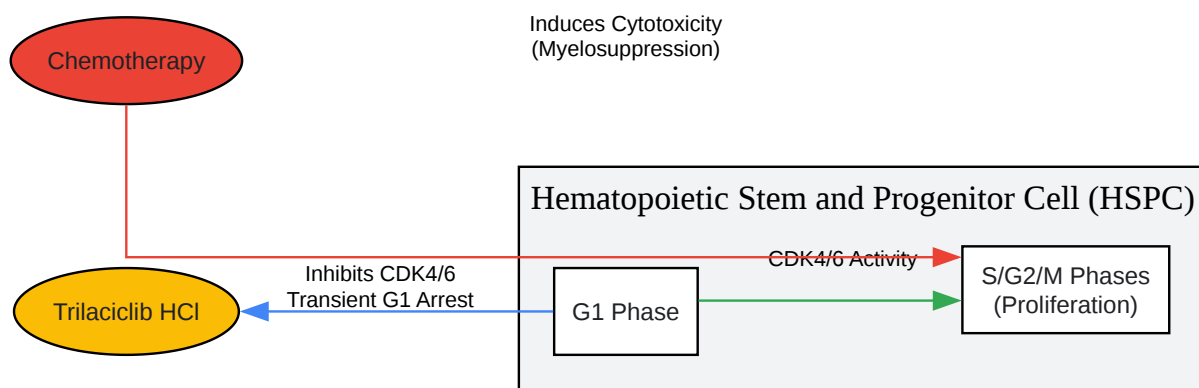 Induces Cytotoxicity
(Myelosuppression)
Chemotherapy
Hematopoietic Stem and Progenitor Cell (HSPC)
CDK4/6 Activity
Inhibits CDK4/6
Transient G1 Arrest
Trilaciclib HCl
G1 Phase
S/G2/M Phases
(Proliferation)